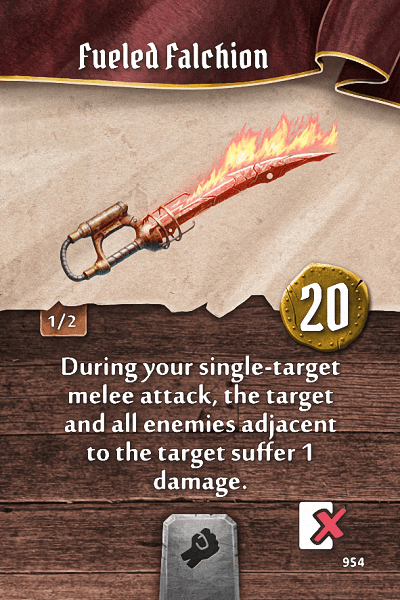 Fueled Falchion
1/2
20
During your single-target
melee attack, the target
and all enemies adjacent
to the target suffer 1
damage.
954